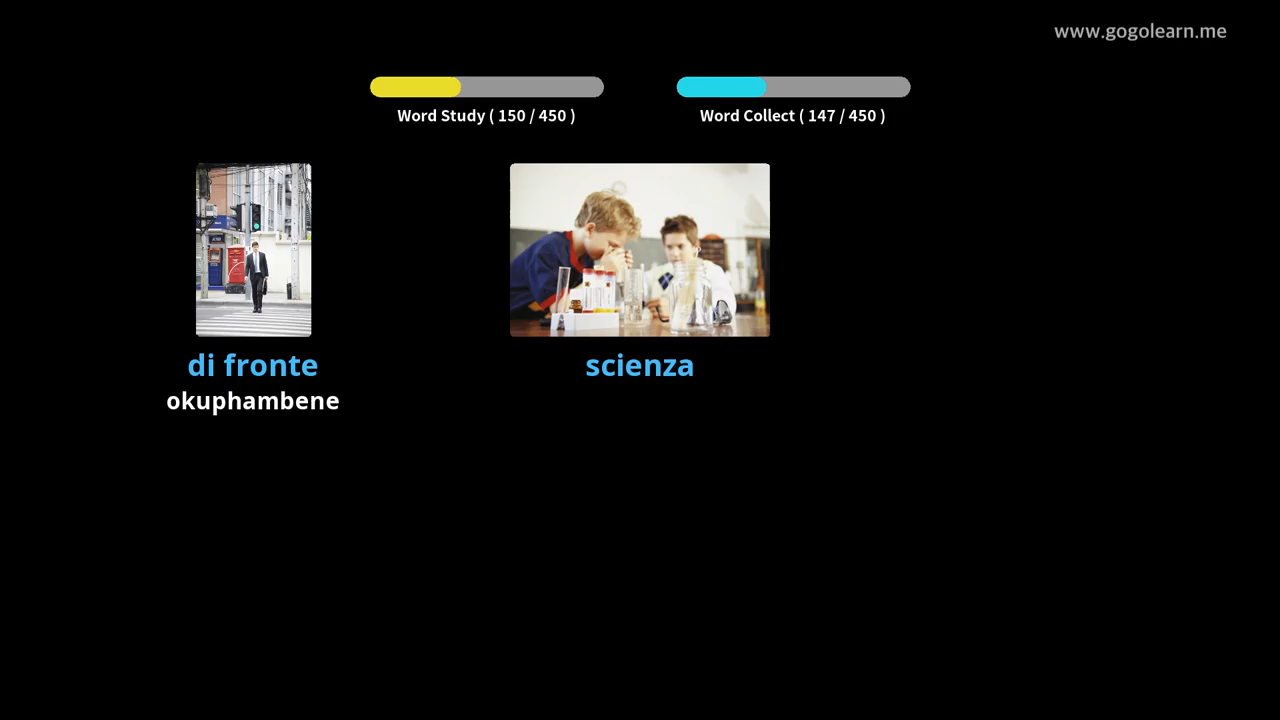 www.gogolearn.me
Word Study ( 150 / 450 )
Word Collect ( 147 / 450 )
di fronte
okuphambene
scienza